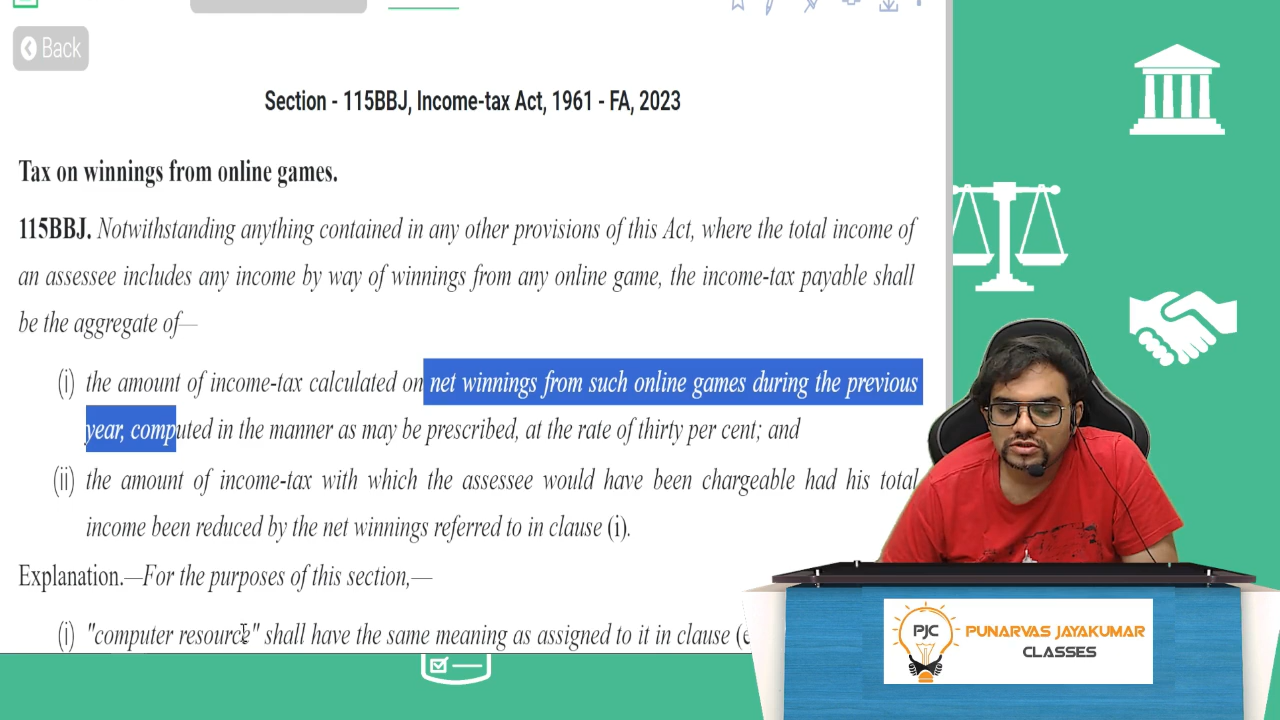 Back
Section - 115BBJ, Income-tax Act, 1961 - FA, 2023
Tax on winnings from online games.
115BBJ. Notwithstanding anything contained in any other provisions of this Act, where the total income of
an assessee includes any income by way of winnings from any online game, the income-tax payable shall
be the aggregate of—
(i) the amount of income-tax calculated on net winnings from such online games during the previous
year, computed in the manner as may be prescribed, at the rate of thirty per cent; and
(ii) the amount of income-tax with which the assessee would have been chargeable had his total
income been reduced by the net winnings referred to in clause (i).
Explanation.—For the purposes of this section,—
(i) "computer resource" shall have the same meaning as assigned to it in clause
PJC
PUNARVAS JAYAKUMAR
CLASSES